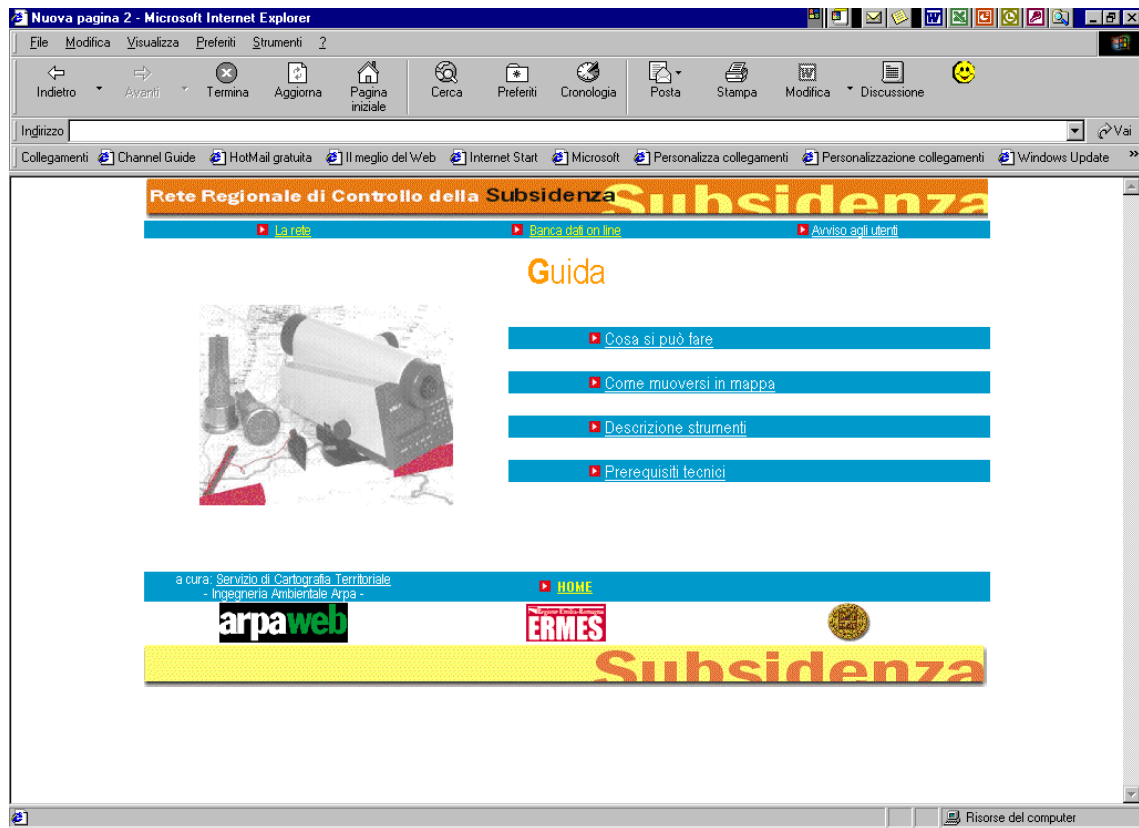 Nuova pagina 2 - Microsoft Internet Explorer
File Modifica Visualizza Preferiti Strumenti ?
Indietro Avanti Termina Aggiorna Pagina iniziale Cerca Preferiti Cronologia Posta Stampa Modifica Discussione
Indirizzo Vai
Collegamenti Channel Guide HotMail gratuita Il meglio del Web Internet Start Microsoft Personalizza collegamenti Personalizzazione collegamenti Windows Update »
Rete Regionale di Controllo della Subsidenza Subsidenza
La rete Banca dati on line Avviso agli utenti
Guida
Cosa si può fare
Come muoversi in mappa
Descrizione strumenti
Prerequisiti tecnici
a cura: Servizio di Cartografia Territoriale
- Ingegneria Ambientale Arpa -
HOME
arpaweb
Regione Emilia-Romagna
ERMES
Subsidenza
Risorse del computer